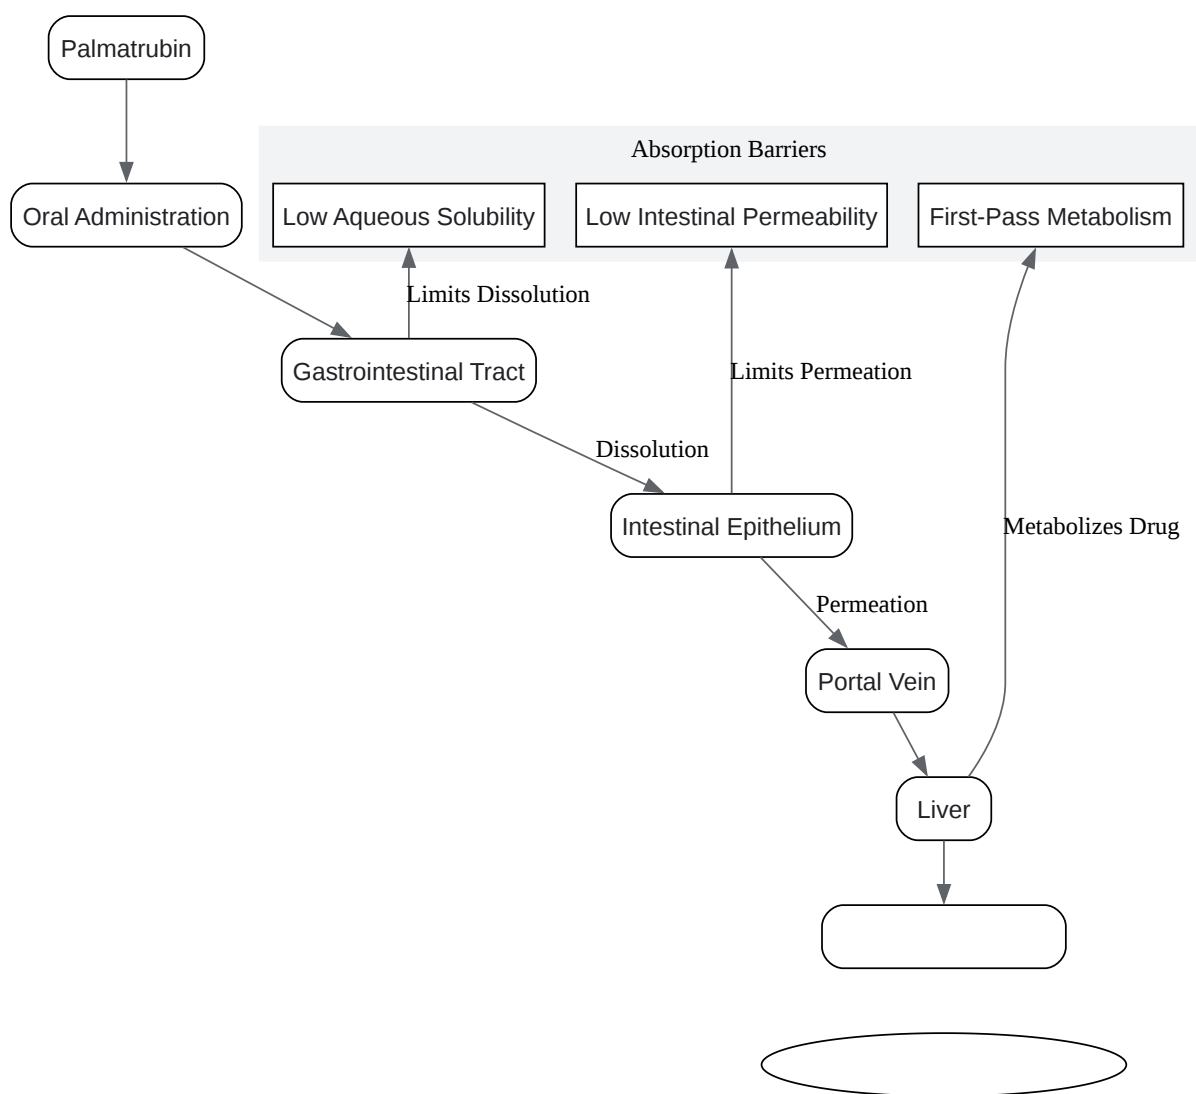 Palmatrubin
Absorption Barriers
Oral Administration
Low Aqueous Solubility
Low Intestinal Permeability
First-Pass Metabolism
Limits Dissolution
Gastrointestinal Tract
Limits Permeation
Dissolution
Intestinal Epithelium
Metabolizes Drug
Permeation
Portal Vein
Liver